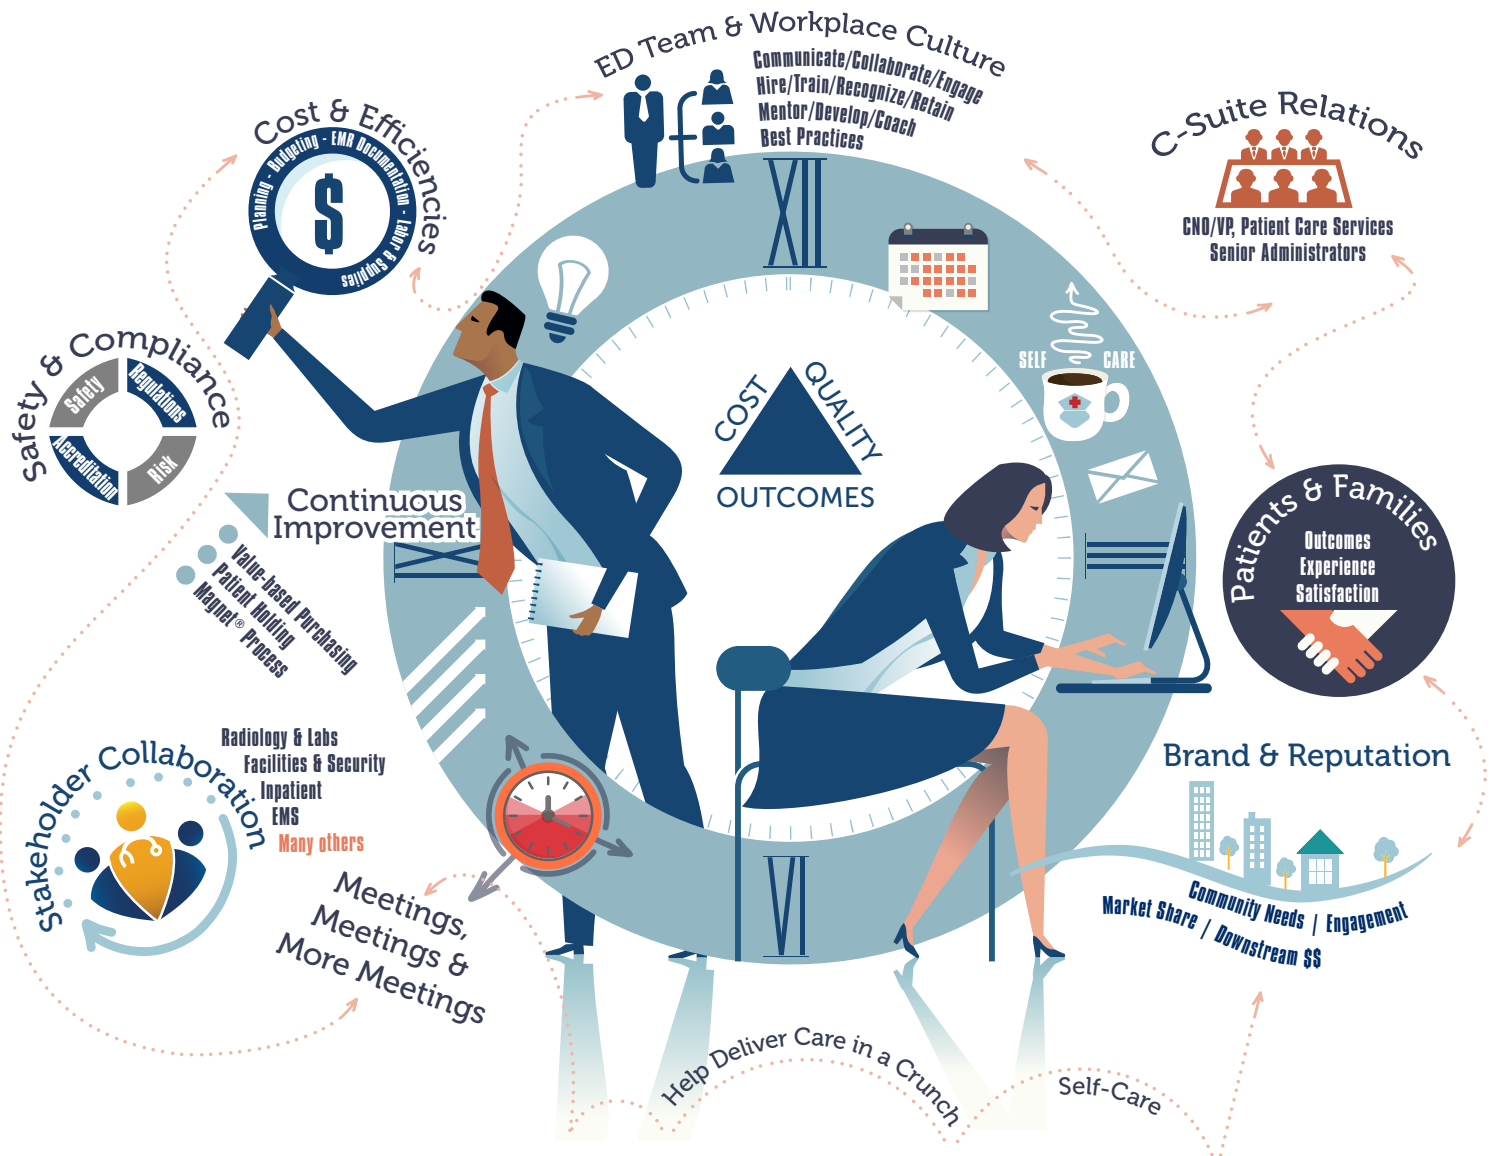 ED Team & Workplace Culture
Communicate/Collaborate/Engage
Hire/Train/Recognize/Retain
Mentor/Develop/Coach
Best Practices
Cost & Efficiencies
Planning - Budgeting - EMR Documentation - Labor & Supplies
$
C-Suite Relations
CNO/VP, Patient Care Services
Senior Administrators
XII
SELF CARE
Safety & Compliance
Safety
Regulations
Accreditation
Risk
COST
QUALITY
OUTCOMES
Continuous
Improvement
Value-based Purchasing
Patient Holding
Magnet® Process
Patients & Families
Outcomes
Experience
Satisfaction
Stakeholder Collaboration
Radiology & Labs
Facilities & Security
Inpatient
EMS
Many others
Brand & Reputation
Community Needs / Engagement
Market Share / Downstream $$
VI
Meetings,
Meetings &
More Meetings
Help Deliver Care in a Crunch
Self-Care